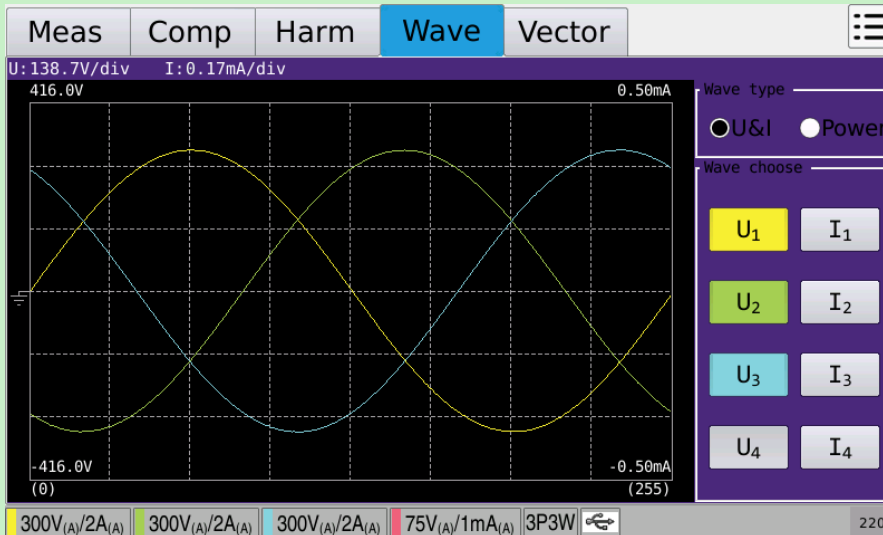 Meas Comp Harm Wave Vector
U:138.7V/div I:0.17mA/div
416.0V 0.50mA
Wave type
U&I Power
Wave choose
U₁ I₁
U₂ I₂
U₃ I₃
U₄ I₄
-416.0V -0.50mA
(0) (255)
300V(A)/2A(A) 300V(A)/2A(A) 300V(A)/2A(A) 75V(A)/1mA(A) 3P3W 220